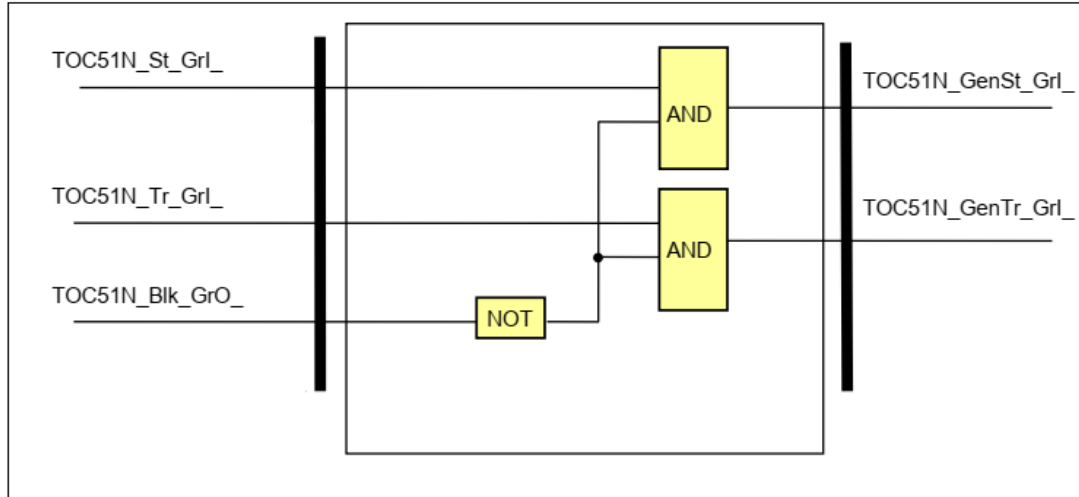 TOC51N_St_GrI_
TOC51N_GenSt_GrI_
AND
TOC51N_Tr_GrI_
TOC51N_GenTr_GrI_
AND
TOC51N_Blk_GrO_
NOT